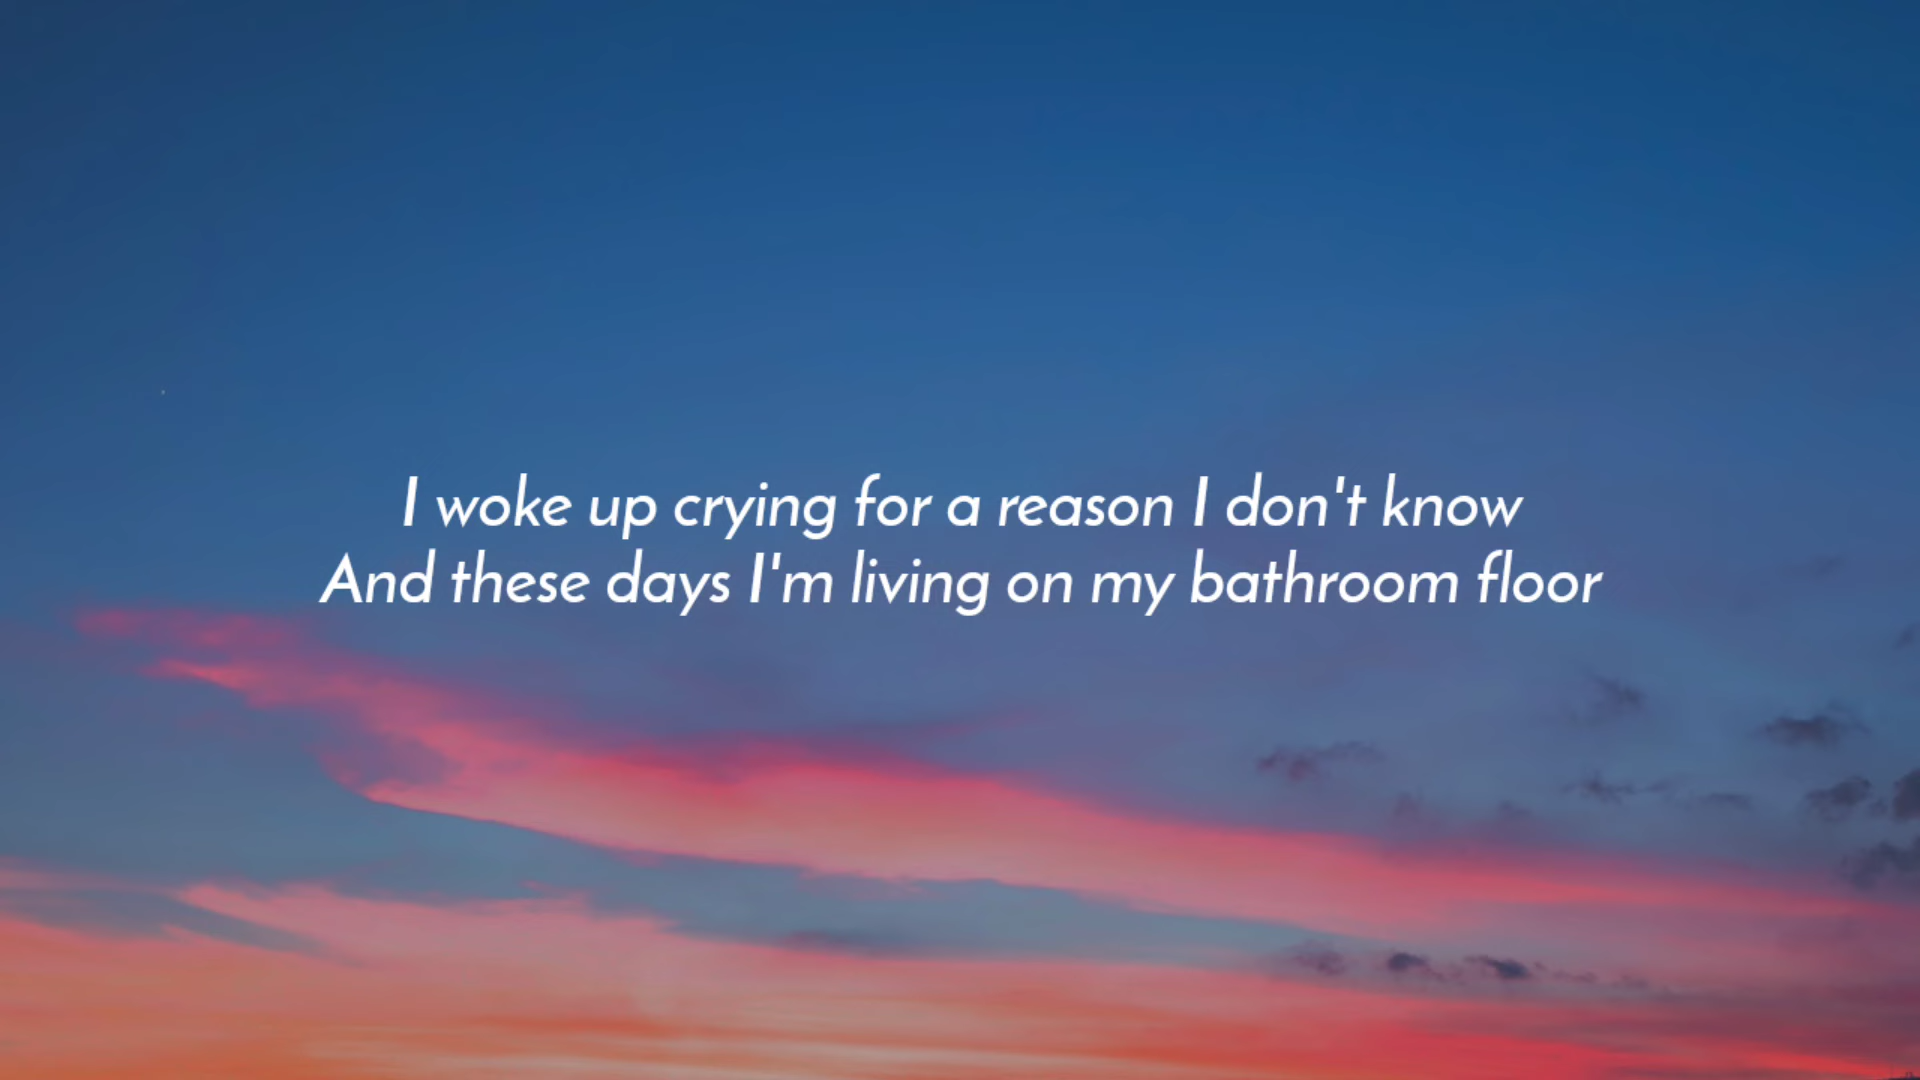 I woke up crying for a reason I don't know
And these days I'm living on my bathroom floor